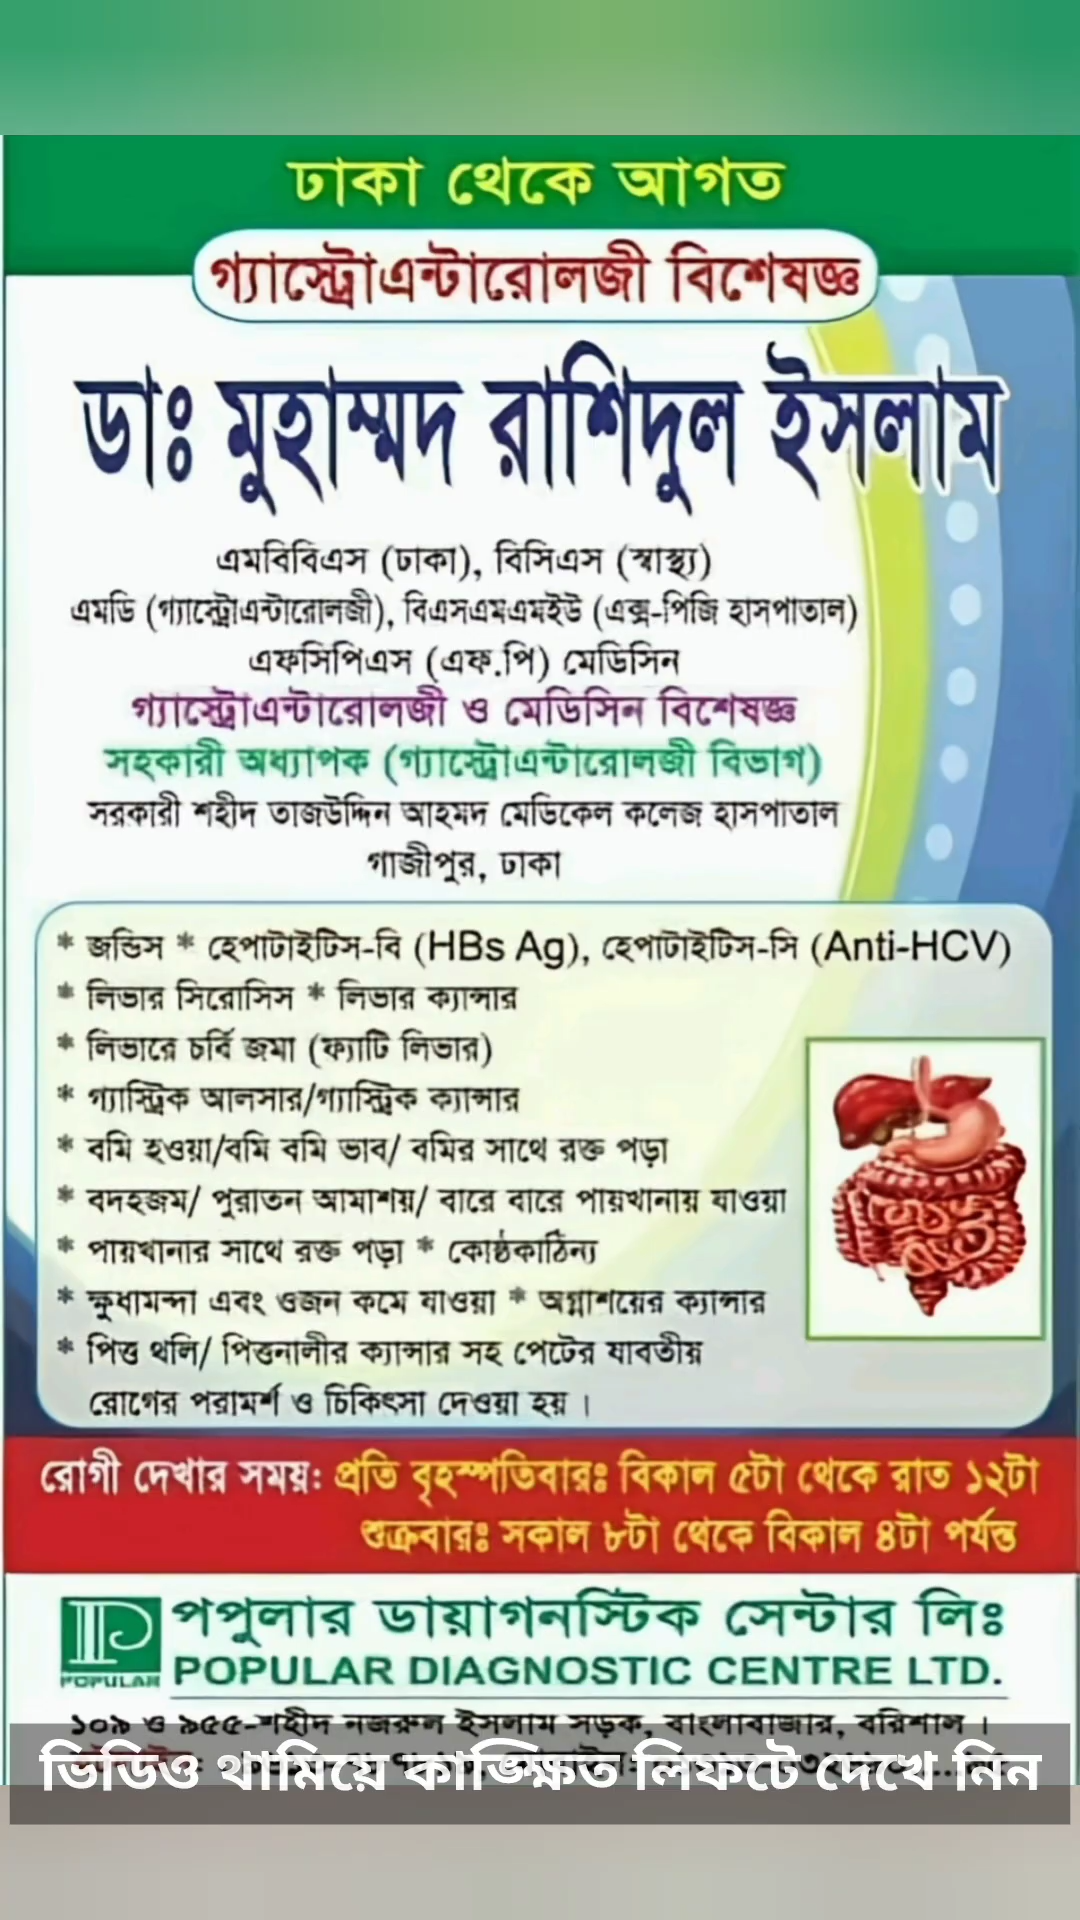 ঢাকা থেকে আগত
গ্যাস্ট্রোএন্টারোলজী বিশেষজ্ঞ
ডাঃ মুহাম্মদ রাশিদুল ইসলাম
এমবিবিএস (ঢাকা), বিসিএস (স্বাস্থ্য)
এমডি (গ্যাস্ট্রোএন্টারোলজী), বিএসএমএমইউ (এক্স-পিজি হাসপাতাল)
এফসিপিএস (এফ.পি) মেডিসিন
গ্যাস্ট্রোএন্টারোলজী ও মেডিসিন বিশেষজ্ঞ
সহকারী অধ্যাপক (গ্যাস্ট্রোএন্টারোলজী বিভাগ)
সরকারী শহীদ তাজউদ্দিন আহমদ মেডিকেল কলেজ হাসপাতাল
গাজীপুর, ঢাকা
* জন্ডিস * হেপাটাইটিস-বি (HBs Ag), হেপাটাইটিস-সি (Anti-HCV)
* লিভার সিরোসিস * লিভার ক্যান্সার
* লিভারে চর্বি জমা (ফ্যাটি লিভার)
* গ্যাস্ট্রিক আলসার/গ্যাস্ট্রিক ক্যান্সার
* বমি হওয়া/বমি বমি ভাব/ বমির সাথে রক্ত পড়া
* বদহজম/ পুরাতন আমাশয়/ বারে বারে পায়খানায় যাওয়া
* পায়খানার সাথে রক্ত পড়া * কোষ্ঠকাঠিন্য
* ক্ষুধামন্দা এবং ওজন কমে যাওয়া * অগ্নাশয়ের ক্যান্সার
* পিত্ত থলি/ পিত্তনালীর ক্যান্সার সহ পেটের যাবতীয়
রোগের পরামর্শ ও চিকিৎসা দেওয়া হয় ।
রোগী দেখার সময়: প্রতি বৃহস্পতিবারঃ বিকাল ৫টা থেকে রাত ১২টা
শুক্রবারঃ সকাল ৮টা থেকে বিকাল ৪টা পর্যন্ত
POPULAR
পপুলার ডায়াগনস্টিক সেন্টার লিঃ
POPULAR DIAGNOSTIC CENTRE LTD.
১০৯ ও ৯৫৫-শহীদ নজরুল ইসলাম সড়ক, বাংলাবাজার, বরিশাল ।
ভিডিও থামিয়ে কাঙ্ক্ষিত লিফটে দেখে নিন